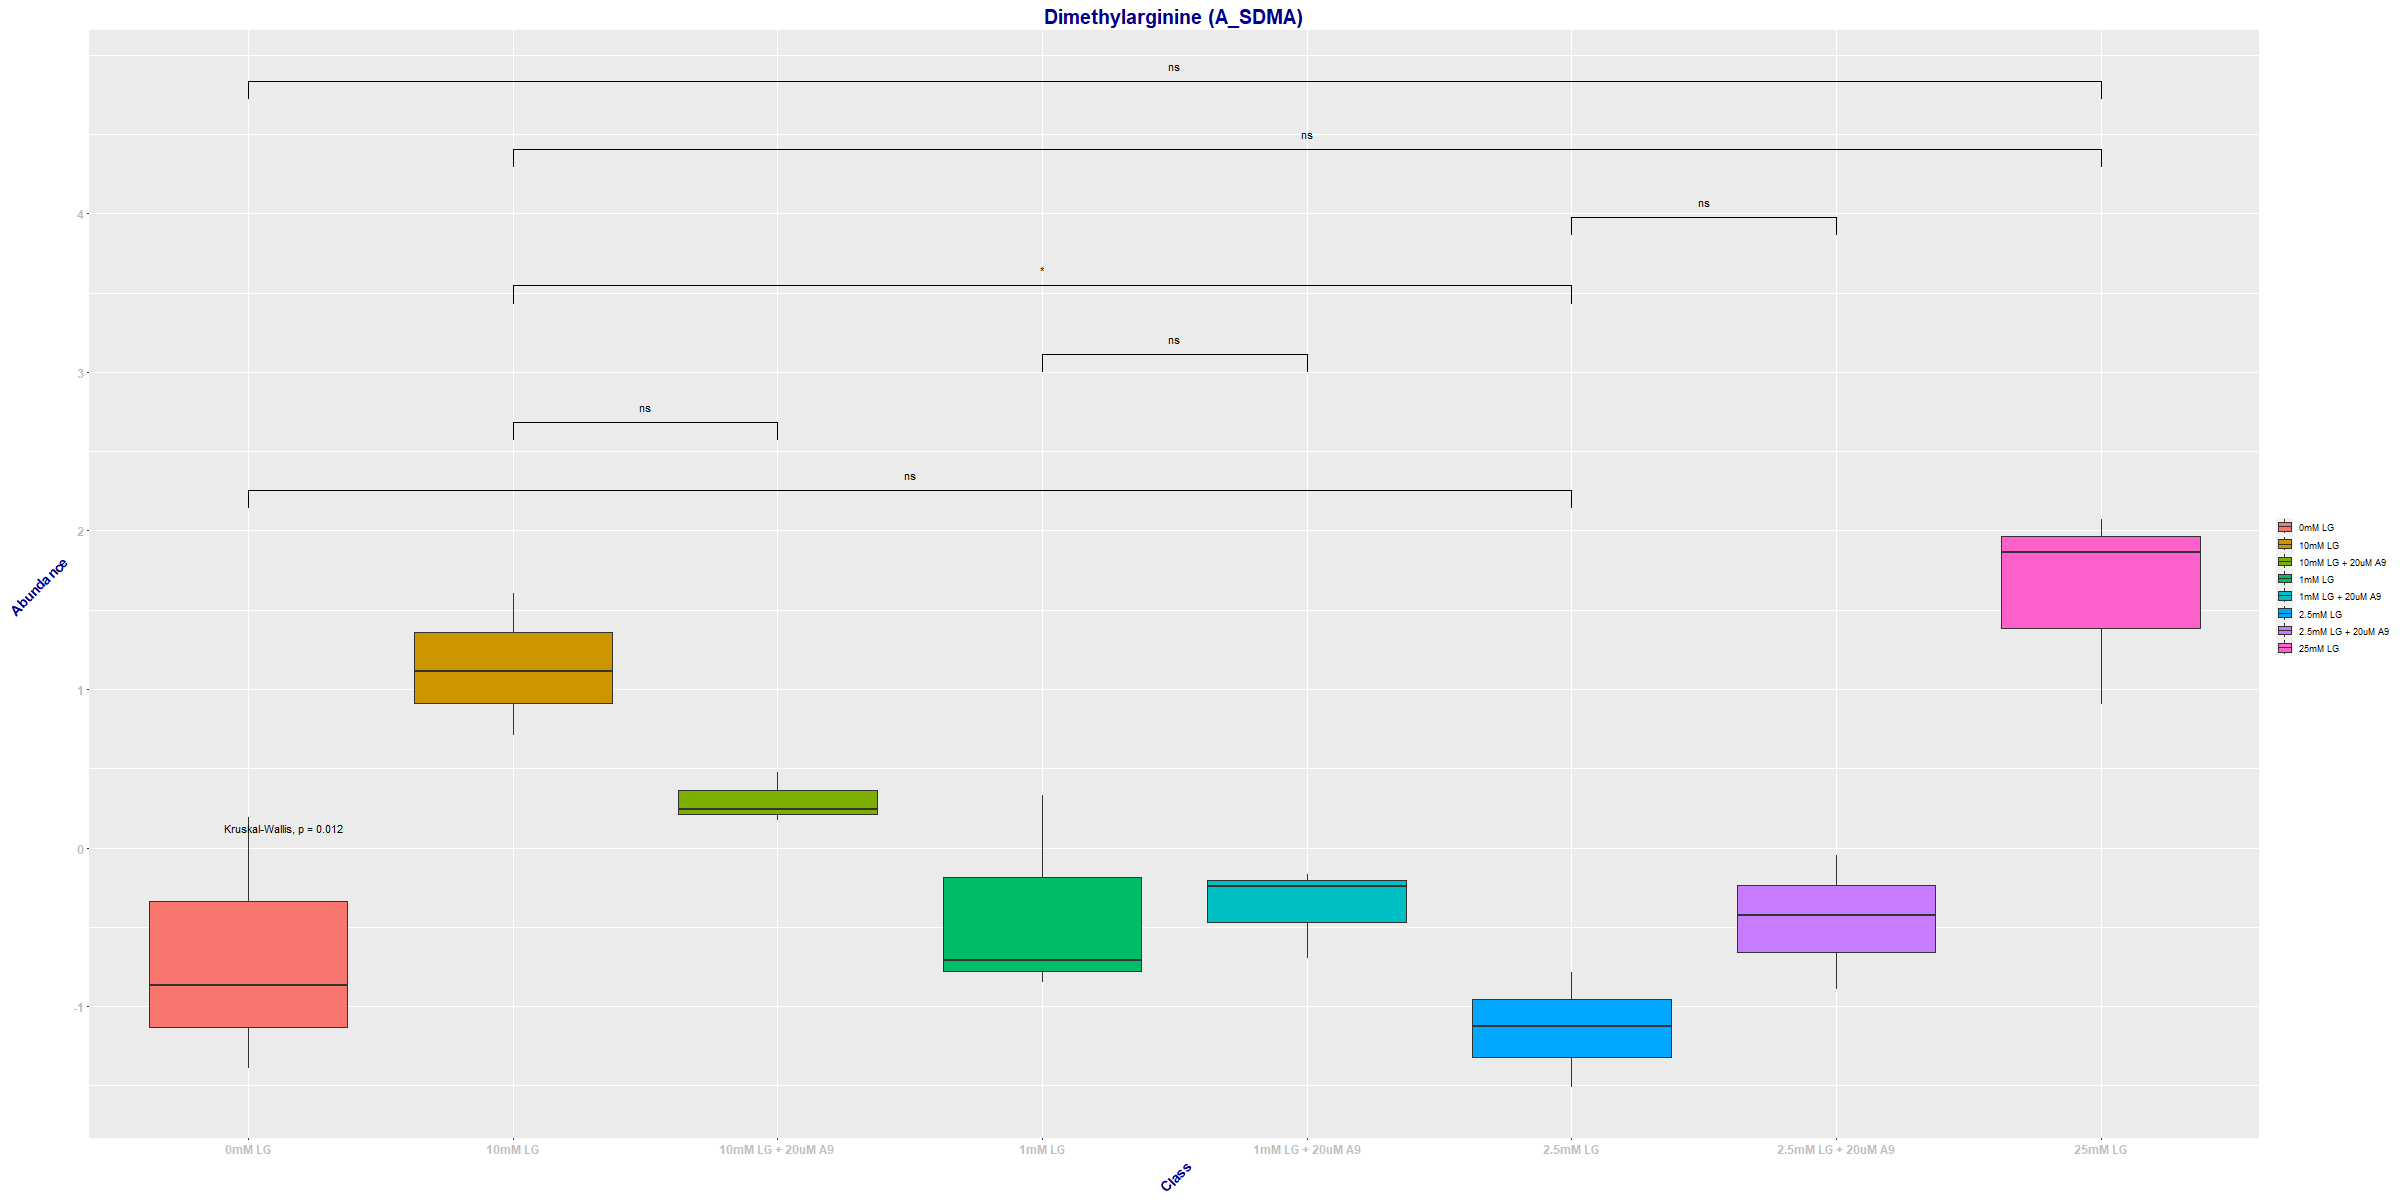 Dimethylarginine (A_SDMA)
ns
ns
ns
*
ns
ns
ns
4
3
2
1
0
-1
Abundance
Kruskal-Wallis, p = 0.012
0mM LG
10mM LG
10mM LG + 20uM A9
1mM LG
1mM LG + 20uM A9
2.5mM LG
2.5mM LG + 20uM A9
25mM LG
Class
0mM LG
10mM LG
10mM LG + 20uM A9
1mM LG
1mM LG + 20uM A9
2.5mM LG
2.5mM LG + 20uM A9
25mM LG